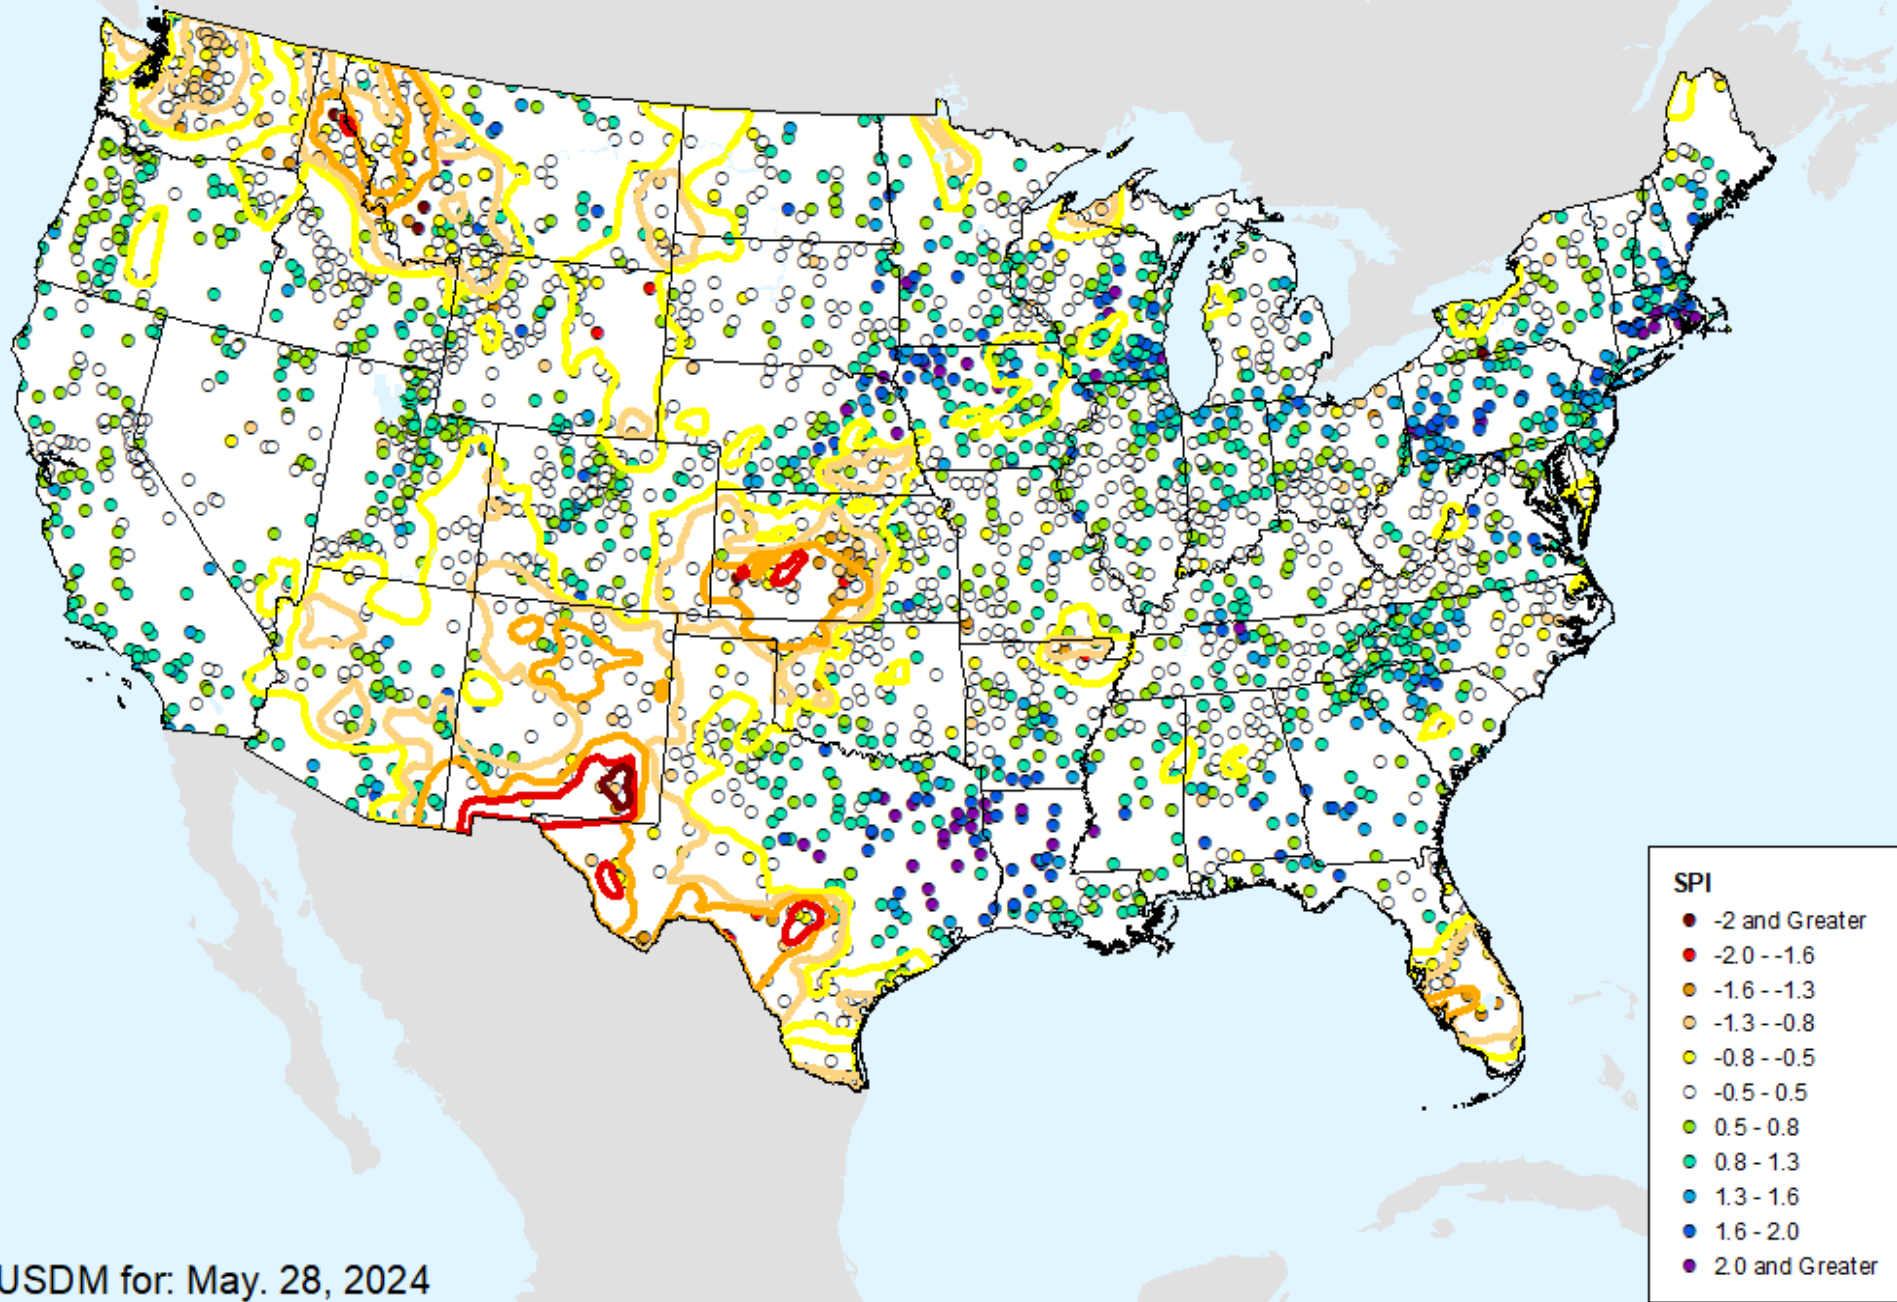 SPI
-2 and Greater
-2.0 - -1.6
-1.6 - -1.3
-1.3 - -0.8
-0.8 - -0.5
-0.5 - 0.5
0.5 - 0.8
0.8 - 1.3
1.3 - 1.6
1.6 - 2.0
2.0 and Greater
USDM for: May. 28, 2024